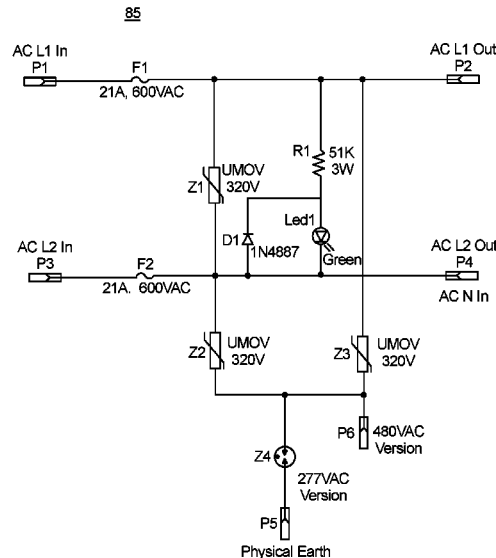 85
AC L1 In
P1
F1
21A, 600VAC
AC L1 Out
P2
R1
51K
3W
UMOV
320V
Z1
Led1
D1
1N4887
Green
AC L2 In
P3
F2
21A. 600VAC
AC L2 Out
P4
AC N In
Z2
UMOV
320V
Z3
UMOV
320V
P6
480VAC
Version
Z4
277VAC
Version
P5
Physical Earth